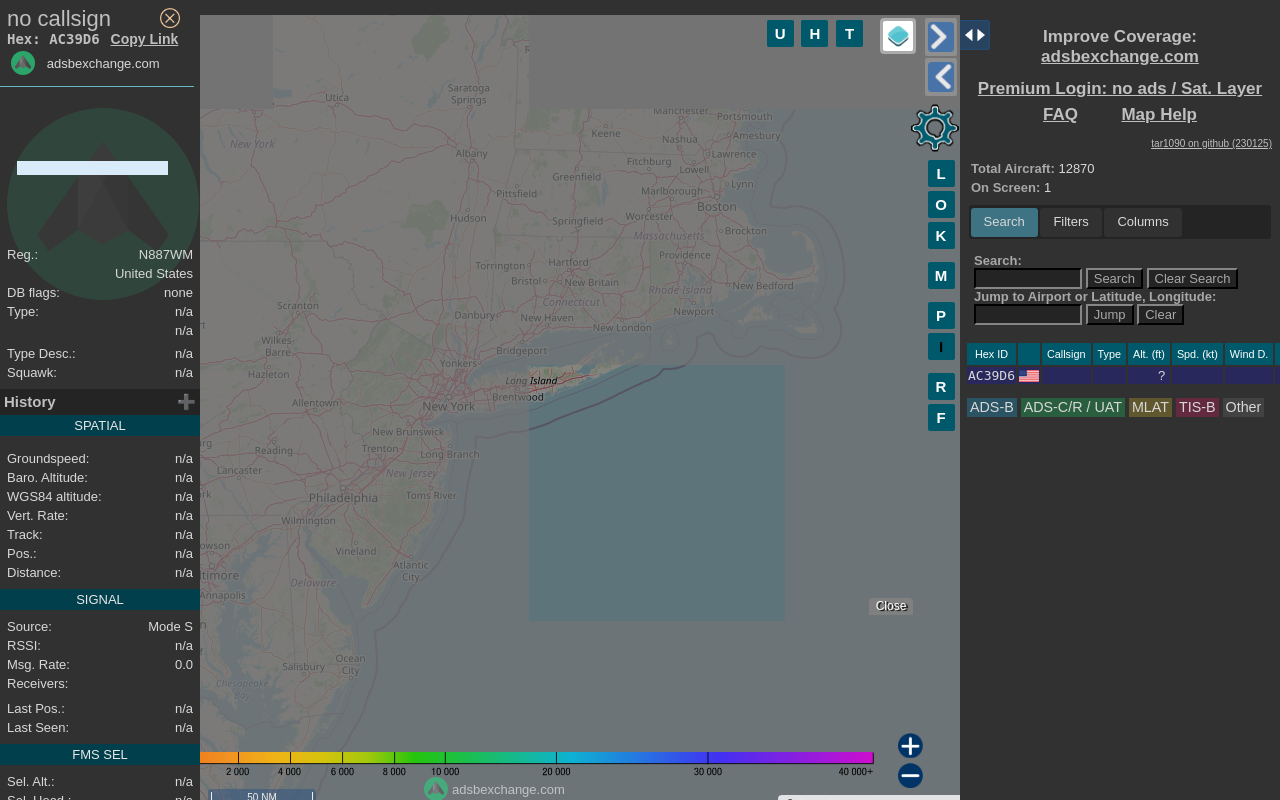 no callsign
Hex: AC39D6 Copy Link
adsbexchange.com
Reg.: N887WM
United States
DB flags: none
Type: n/a
n/a
Type Desc.: n/a
Squawk: n/a
History
SPATIAL
Groundspeed: n/a
Baro. Altitude: n/a
WGS84 altitude: n/a
Vert. Rate: n/a
Track: n/a
Pos.: n/a
Distance: n/a
SIGNAL
Source: Mode S
RSSI: n/a
Msg. Rate: 0.0
Receivers:
Last Pos.: n/a
Last Seen: n/a
FMS SEL
Sel. Alt.: n/a
Sel. Head.: n/a
U H T
L
O
K
M
P
I
R
F
Utica
Saratoga
Springs
New York
Albany
Manchester
Portsmouth
Keene
Nashua
Amesbury
Fitchburg
Lawrence
Lowell
Greenfield
Pittsfield
Marlborough
Lynn
Boston
Worcester
Hudson
Springfield
Massachusetts
Brockton
Providence
Torrington
Hartford
Bristol
New Britain
Rhode Island
New Bedford
Connecticut
Newport
Scranton
Danbury
New Haven
New London
Wilkes-
Barre
Bridgeport
Hazleton
Yonkers
Long Island
Brentwood
Allentown
New York
New Brunswick
Reading
Trenton
Long Branch
Lancaster
New Jersey
Toms River
Philadelphia
Wilmington
Vineland
Atlantic
City
Delaware
Annapolis
Salisbury
Ocean
City
Chesapeake
Bay
Close
2 000 4 000 6 000 8 000 10 000 20 000 30 000 40 000+
adsbexchange.com
50 NM
Improve Coverage:
adsbexchange.com
Premium Login: no ads / Sat. Layer
FAQ Map Help
tar1090 on github (230125)
Total Aircraft: 12870
On Screen: 1
Search Filters Columns
Search:
Search Clear Search
Jump to Airport or Latitude, Longitude:
Jump Clear
Hex ID Callsign Type Alt. (ft) Spd. (kt) Wind D.
AC39D6 ?
ADS-B ADS-C/R / UAT MLAT TIS-B Other